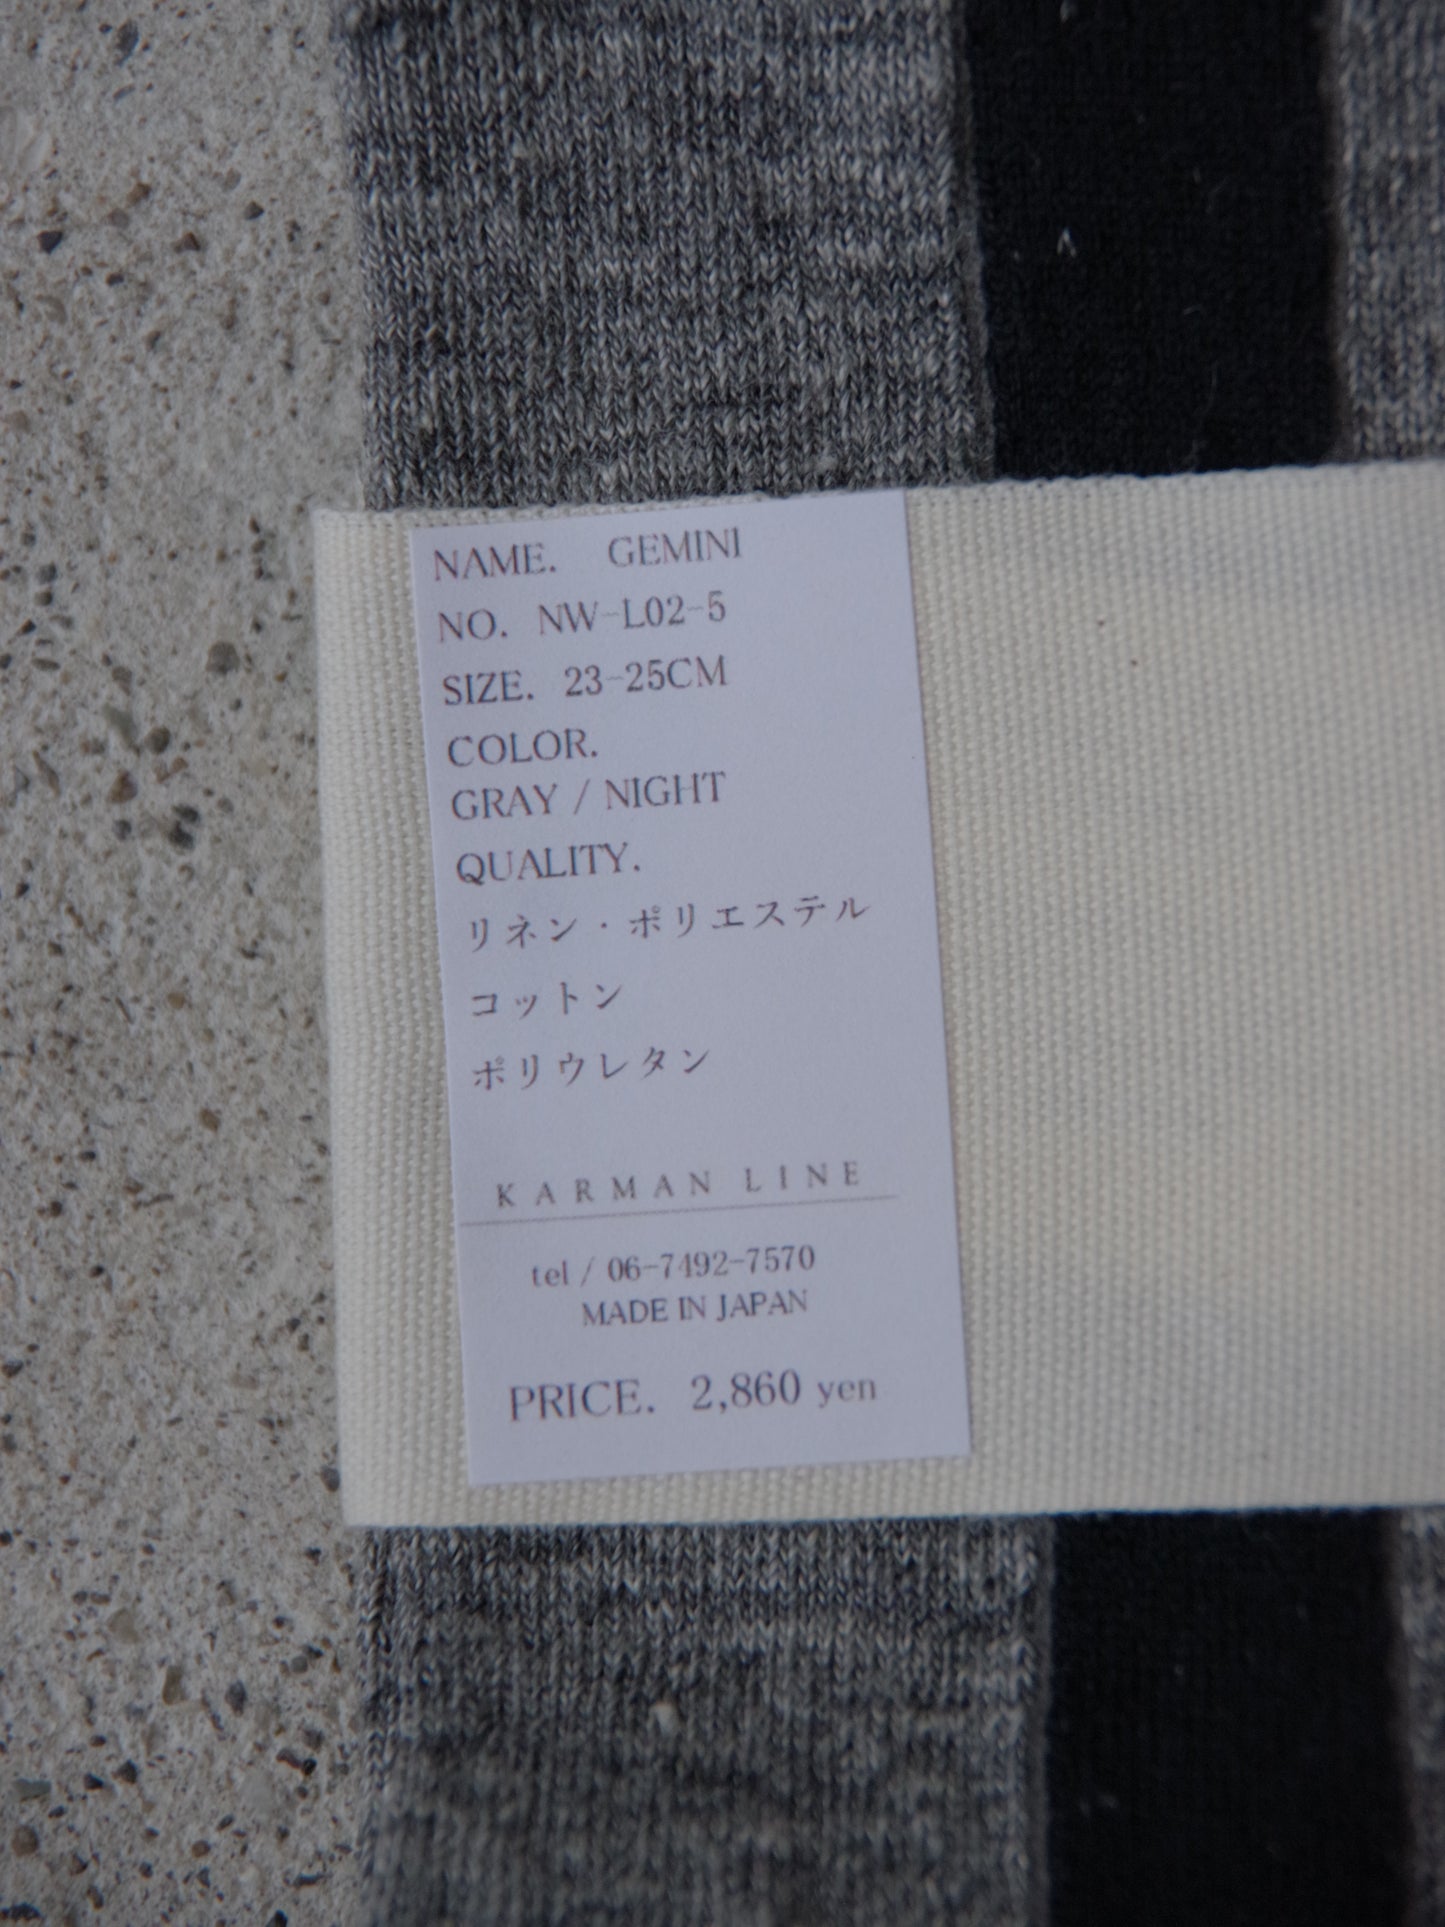 NAME. GEMINI
NO. NW-L02-5
SIZE. 23-25CM
COLOR.
GRAY / NIGHT
QUALITY.
リネン・ポリエステル
コットン
ポリウレタン
KARMAN LINE
tel / 06-7492-7570
MADE IN JAPAN
PRICE. 2,860 yen